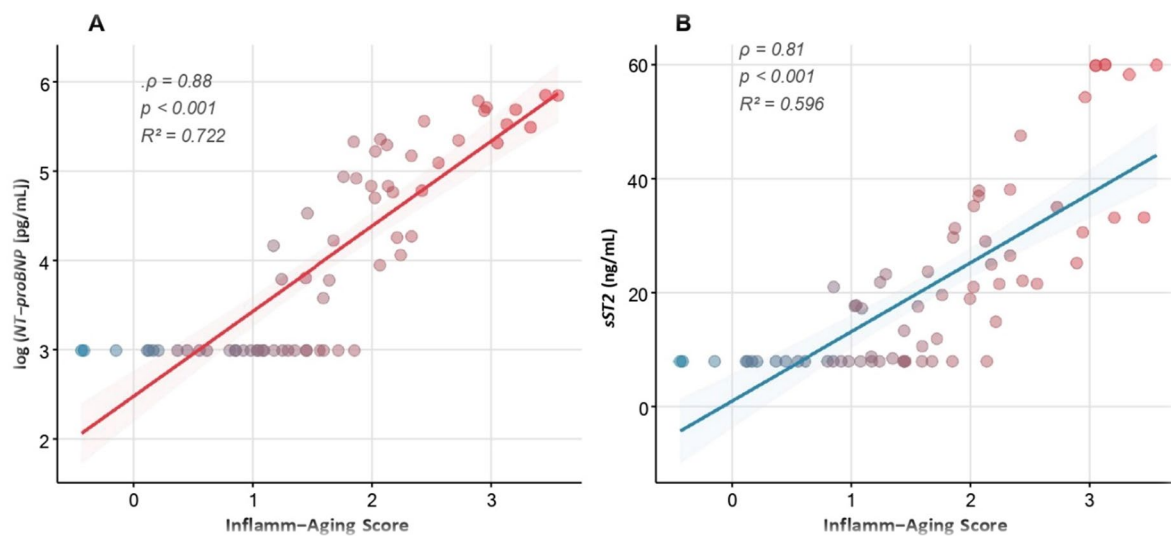 A
.ρ = 0.88
p < 0.001
R² = 0.722
log (NT−proBNP [pg/mL])
6
5
4
3
2
0 1 2 3
Inflamm−Aging Score
B
ρ = 0.81
p < 0.001
R² = 0.596
sST2 (ng/mL)
60
40
20
0
0 1 2 3
Inflamm−Aging Score